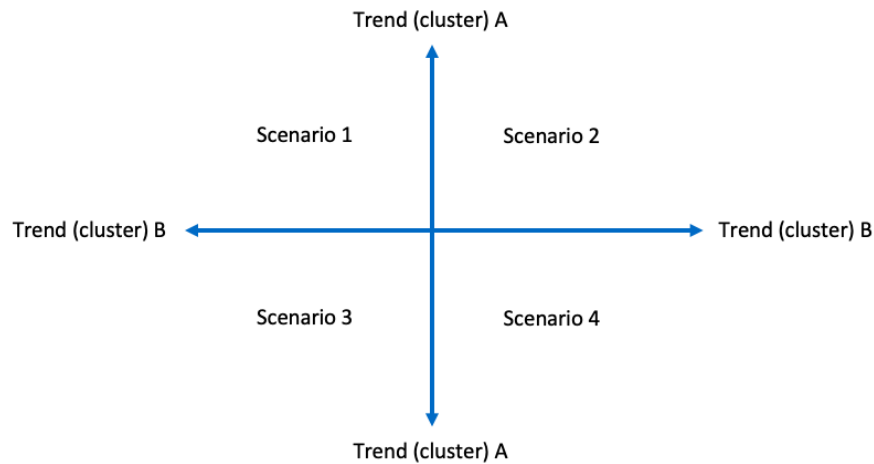 Trend (cluster) A
Scenario 1
Scenario 2
Trend (cluster) B
Trend (cluster) B
Scenario 3
Scenario 4
Trend (cluster) A